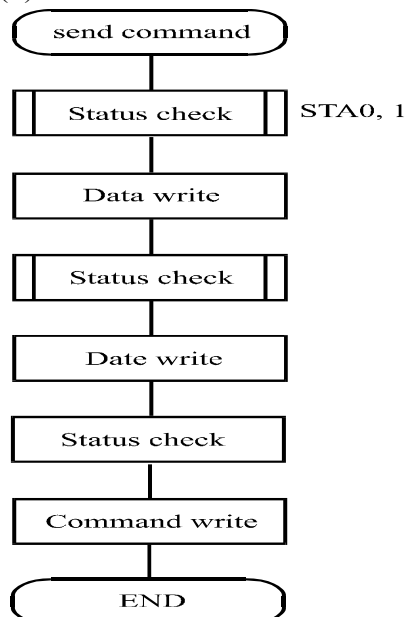 send command
Status check STA0, 1
Data write
Status check
Date write
Status check
Command write
END